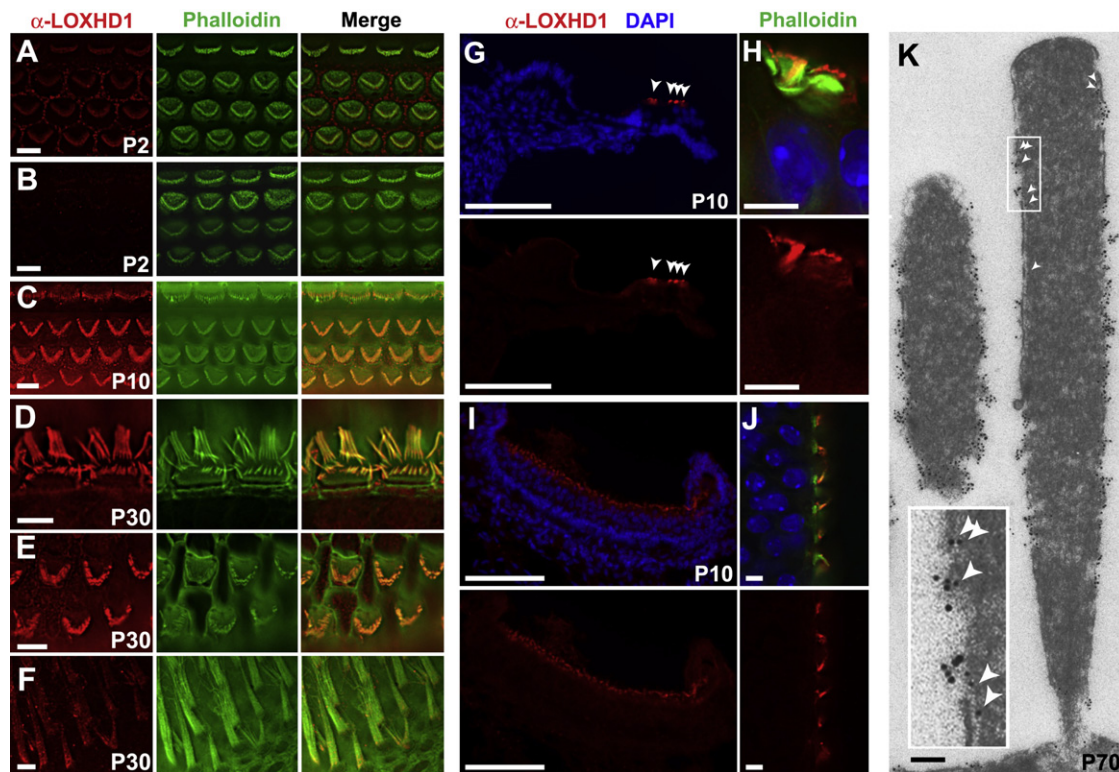 α-LOXHD1 Phalloidin Merge α-LOXHD1 DAPI Phalloidin
A
P2
B
P2
C
P10
D
P30
E
P30
F
P30
G
P10
H
I
P10
J
K
P70